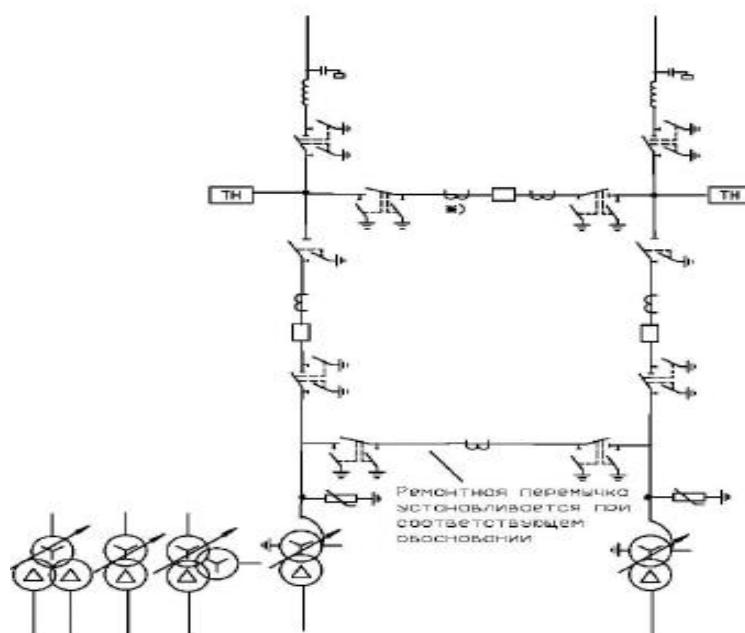 ТН
ТН
Ремонтная перемычка
устанавливается при
соответствующем
обосновании